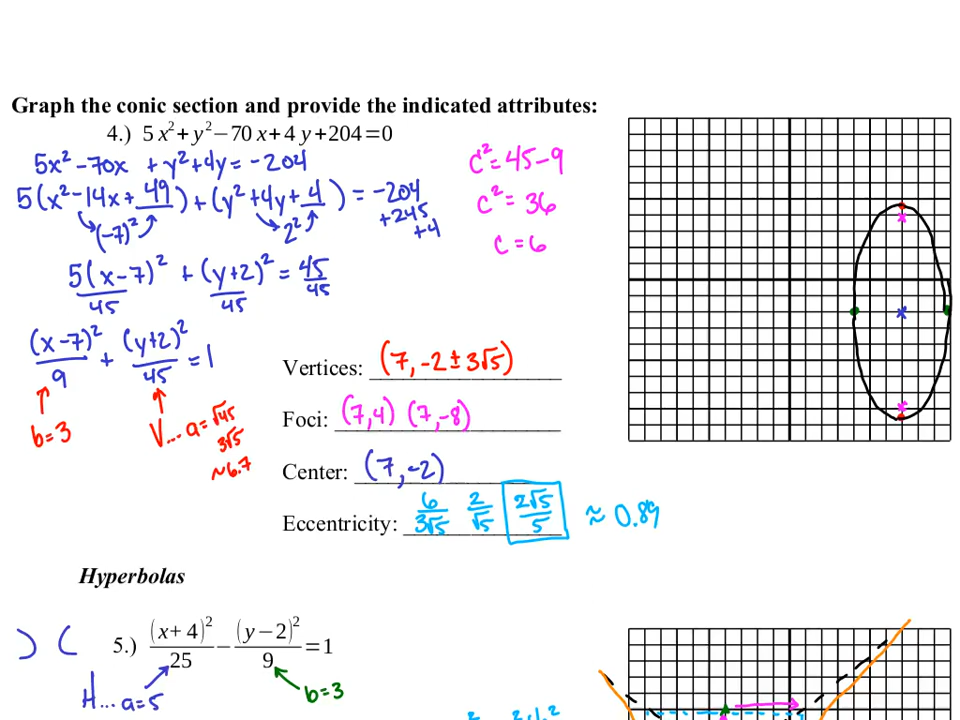 Graph the conic section and provide the indicated attributes:
4.) 5x²+y²−70x+4y+204=0
5x²-70x + y²+4y = -204
5(x²-14x+49) + (y²+4y+4) = -204
+245
+4
(-7)² 2²
5(x-7)²/45 + (y+2)²/45 = 45/45
(x-7)²/9 + (y+2)²/45 = 1
b=3 V... a=√45
3√5
~6.7
c²=45-9
c²=36
c=6
Vertices: (7,-2±3√5)
Foci: (7,4) (7,-8)
Center: (7,-2)
Eccentricity: 6/3√5 2/√5 2√5/5 ≈ 0.89
Hyperbolas
5.) (x+4)²/25 − (y−2)²/9 =1
H... a=5 b=3